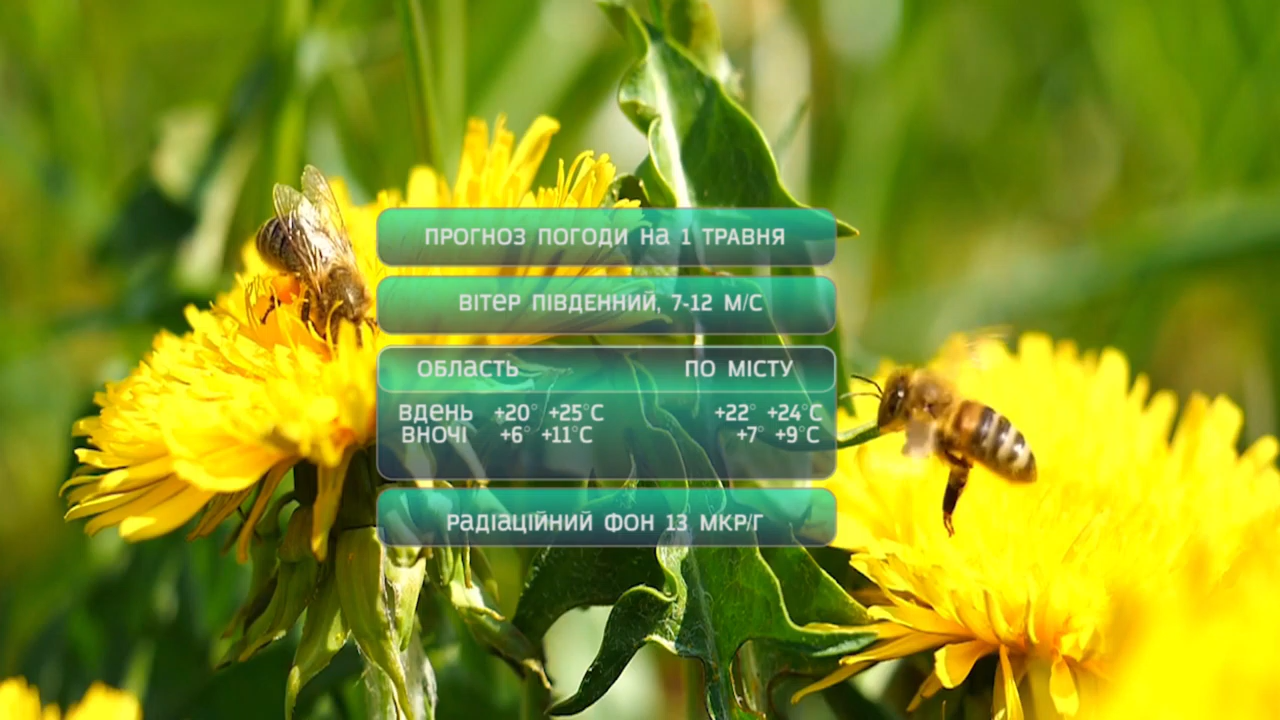 ПРОГНОЗ ПОГОДИ на 1 ТРАВНЯ
ВІТЕР ПІВДЕННИЙ, 7-12 М/С
ОБЛАСТЬ ПО МІСТУ
ВДЕНЬ +20° +25°С +22° +24°С
ВНОЧІ +6° +11°С +7° +9°С
РАДІАЦІЙНИЙ ФОН 13 МКР/Г